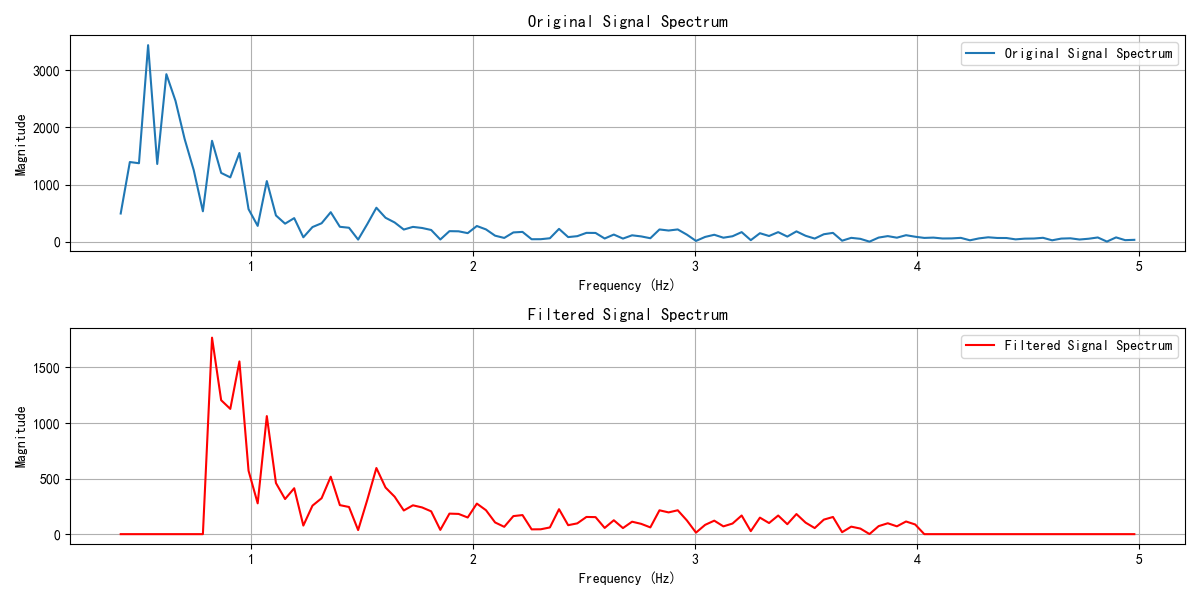 Original Signal Spectrum
Original Signal Spectrum
Magnitude
3000
2000
1000
0
1 2 3 4 5
Frequency (Hz)
Filtered Signal Spectrum
Filtered Signal Spectrum
Magnitude
1500
1000
500
0
1 2 3 4 5
Frequency (Hz)